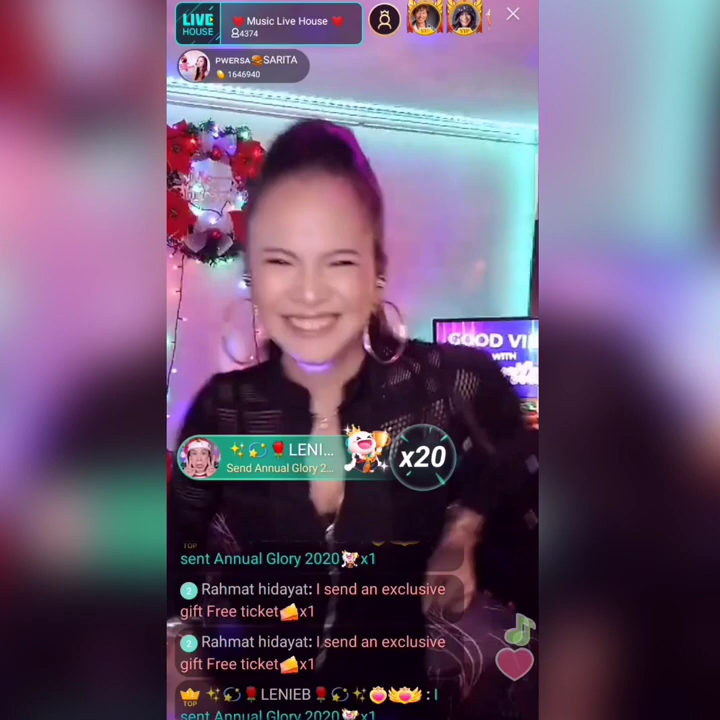 LIVE
HOUSE
Music Live House
4374
PWERSA🏀SARITA
1646940
GOOD VI
WITH
✨💫🌹LENI...
Send Annual Glory 2...
x20
TOP
sent Annual Glory 2020 x1
2 Rahmat hidayat: I send an exclusive
gift Free ticket x1
2 Rahmat hidayat: I send an exclusive
gift Free ticket x1
TOP ✨💫🌹LENIEB🌹💫✨ : I
sent Annual Glory 2020 x1